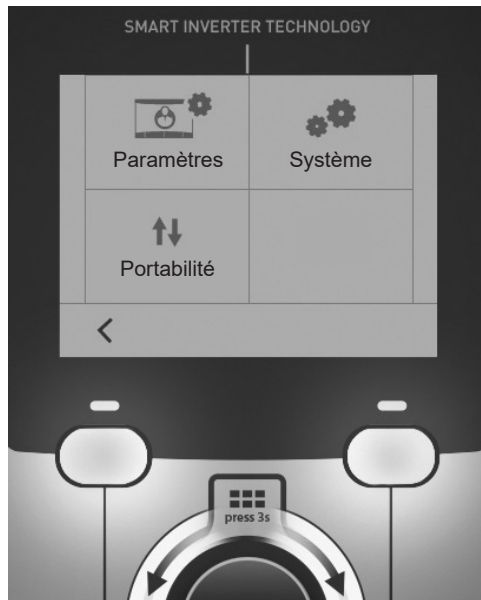 SMART INVERTER TECHNOLOGY
Paramètres
Système
Portabilité
press 3s